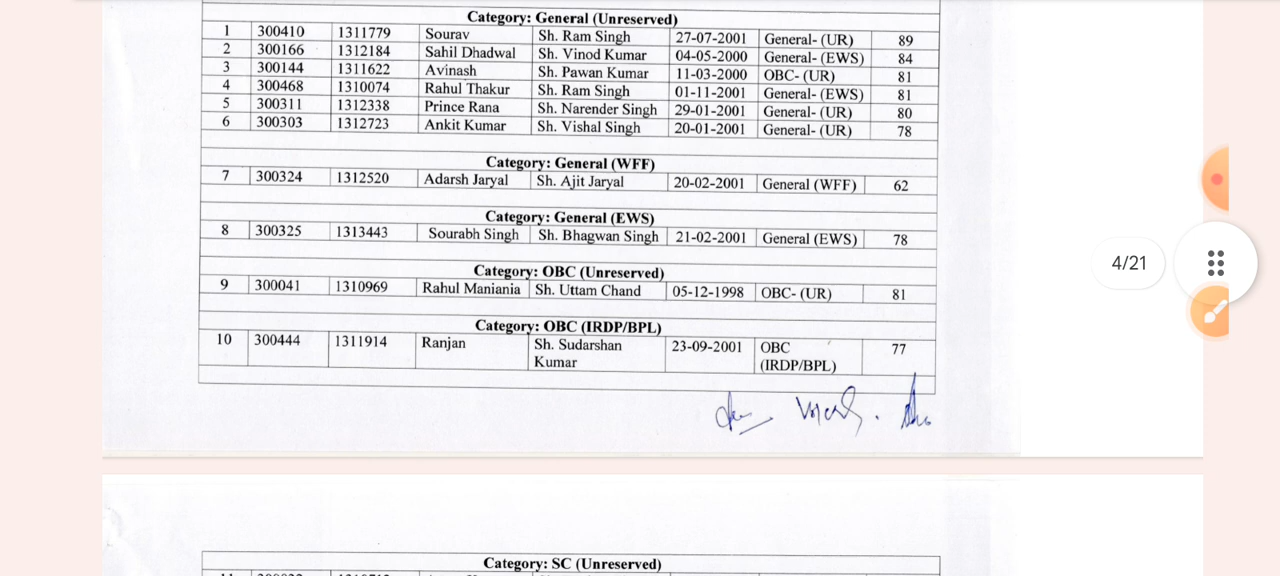 Category: General (Unreserved)
1 300410 1311779 Sourav Sh. Ram Singh 27-07-2001 General- (UR) 89
2 300166 1312184 Sahil Dhadwal Sh. Vinod Kumar 04-05-2000 General- (EWS) 84
3 300144 1311622 Avinash Sh. Pawan Kumar 11-03-2000 OBC- (UR) 81
4 300468 1310074 Rahul Thakur Sh. Ram Singh 01-11-2001 General- (EWS) 81
5 300311 1312338 Prince Rana Sh. Narender Singh 29-01-2001 General- (UR) 80
6 300303 1312723 Ankit Kumar Sh. Vishal Singh 20-01-2001 General- (UR) 78
Category: General (WFF)
7 300324 1312520 Adarsh Jaryal Sh. Ajit Jaryal 20-02-2001 General (WFF) 62
Category: General (EWS)
8 300325 1313443 Sourabh Singh Sh. Bhagwan Singh 21-02-2001 General (EWS) 78
Category: OBC (Unreserved)
9 300041 1310969 Rahul Maniania Sh. Uttam Chand 05-12-1998 OBC- (UR) 81
Category: OBC (IRDP/BPL)
10 300444 1311914 Ranjan Sh. Sudarshan 23-09-2001 OBC 77
Kumar (IRDP/BPL)
4/21
Category: SC (Unreserved)